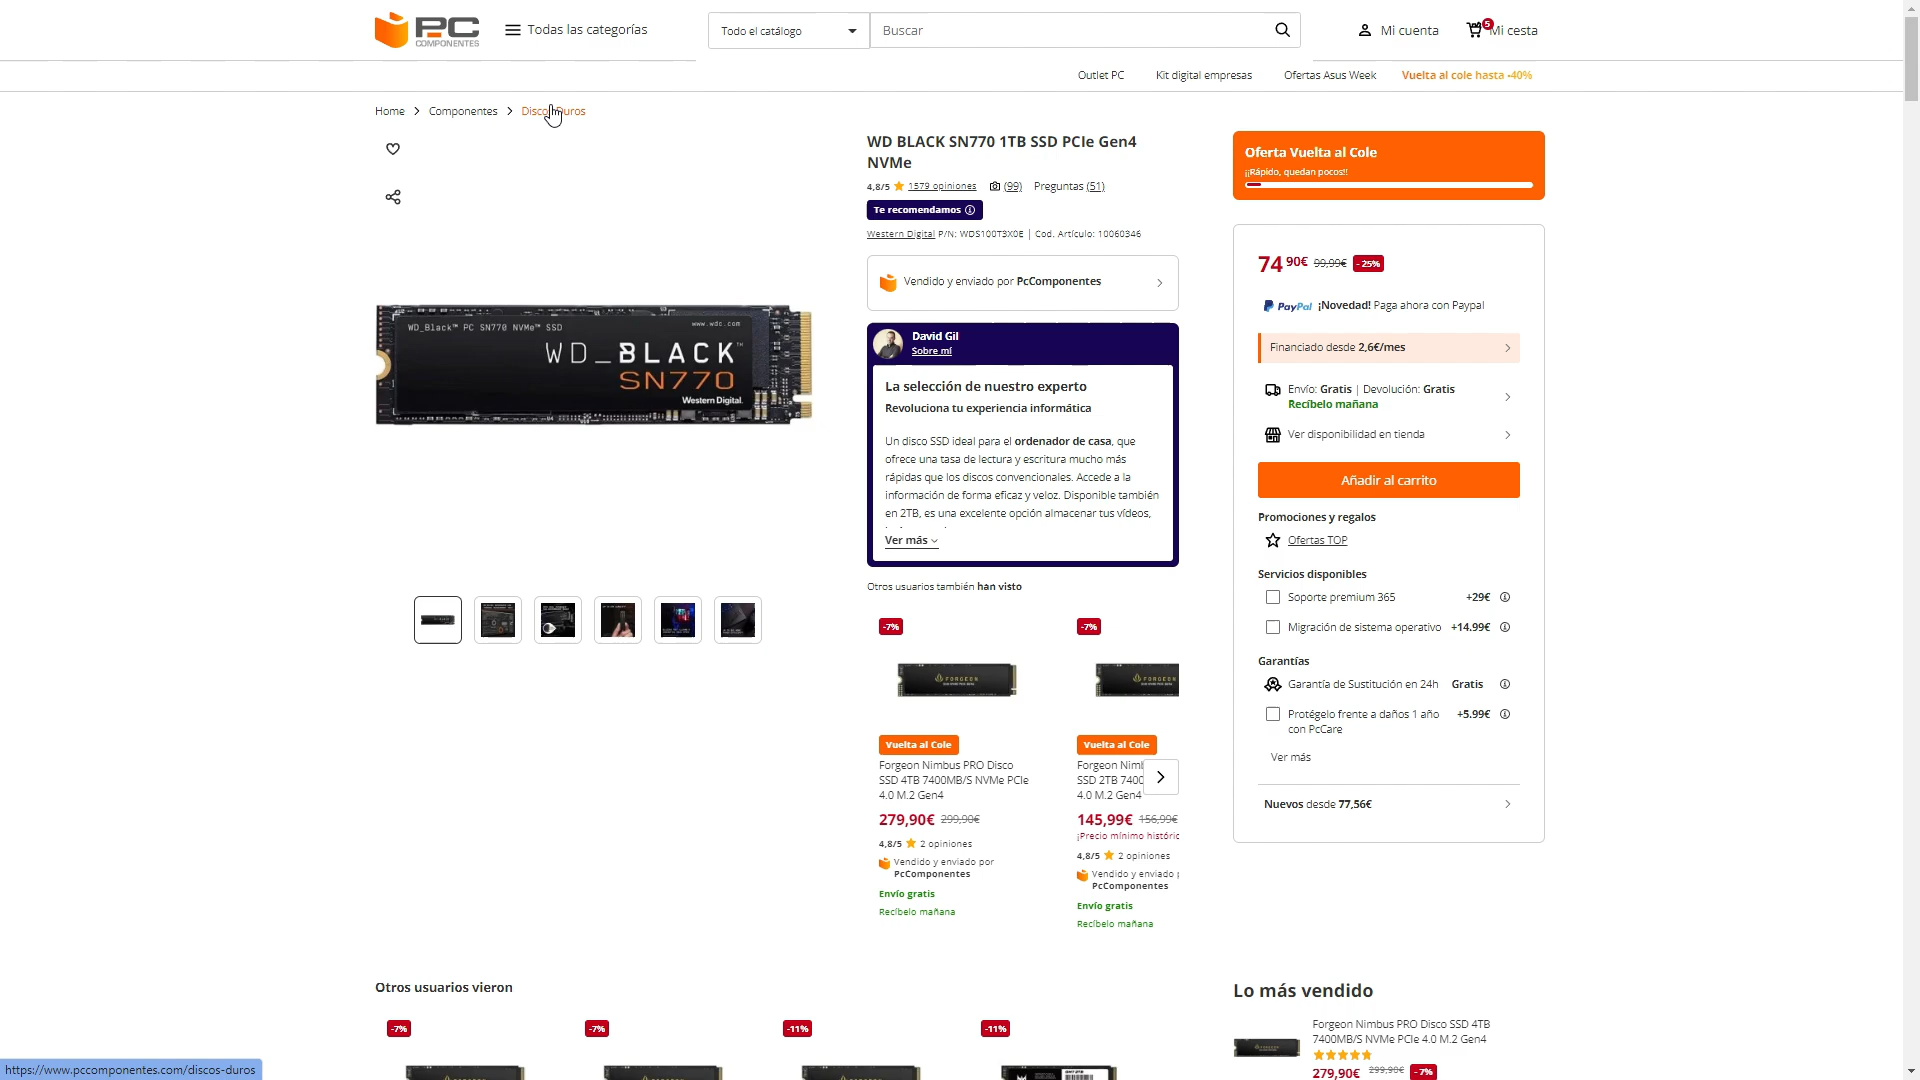 PC
COMPONENTES
Todas las categorías
Todo el catálogo
Buscar
Mi cuenta
5
Mi cesta
Outlet PC
Kit digital empresas
Ofertas Asus Week
Vuelta al cole hasta -40%
Home
Componentes
Discos Duros
WD BLACK SN770 1TB SSD PCIe Gen4
NVMe
4,8/5
1579 opiniones
(99)
Preguntas (51)
Te recomendamos
Western Digital P/N: WDS100T3X0E | Cod. Artículo: 10060346
Vendido y enviado por PcComponentes
David Gil
Sobre mí
La selección de nuestro experto
Revoluciona tu experiencia informática
Un disco SSD ideal para el ordenador de casa, que
ofrece una tasa de lectura y escritura mucho más
rápidas que los discos convencionales. Accede a la
información de forma eficaz y veloz. Disponible también
en 2TB, es una excelente opción almacenar tus vídeos,
Ver más
WD_Black™ PC SN770 NVMe™ SSD
www.wdc.com
WD_BLACK™
SN770
Western Digital.
Otros usuarios también han visto
-7%
FORGEON
Vuelta al Cole
Forgeon Nimbus PRO Disco
SSD 4TB 7400MB/S NVMe PCIe
4.0 M.2 Gen4
279,90€ 299,90€
4,8/5
2 opiniones
Vendido y enviado por
PcComponentes
Envío gratis
Recíbelo mañana
-7%
FORGEON
Vuelta al Cole
Forgeon Nimb
SSD 2TB 7400
4.0 M.2 Gen4
145,99€ 156,99€
¡Precio mínimo históric
4,8/5
2 opiniones
Vendido y enviado p
PcComponentes
Envío gratis
Recíbelo mañana
Oferta Vuelta al Cole
¡¡Rápido, quedan pocos!!
74 90€ 99,99€ -25%
PayPal ¡Novedad! Paga ahora con Paypal
Financiado desde 2,6€/mes
Envío: Gratis | Devolución: Gratis
Recíbelo mañana
Ver disponibilidad en tienda
Añadir al carrito
Promociones y regalos
Ofertas TOP
Servicios disponibles
Soporte premium 365 +29€
Migración de sistema operativo +14.99€
Garantías
Garantía de Sustitución en 24h Gratis
Protégelo frente a daños 1 año +5.99€
con PcCare
Ver más
Nuevos desde 77,56€
Otros usuarios vieron
-7%
-7%
-11%
-11%
Lo más vendido
Forgeon Nimbus PRO Disco SSD 4TB
7400MB/S NVMe PCIe 4.0 M.2 Gen4
279,90€ 299,90€ -7%
https://www.pccomponentes.com/discos-duros